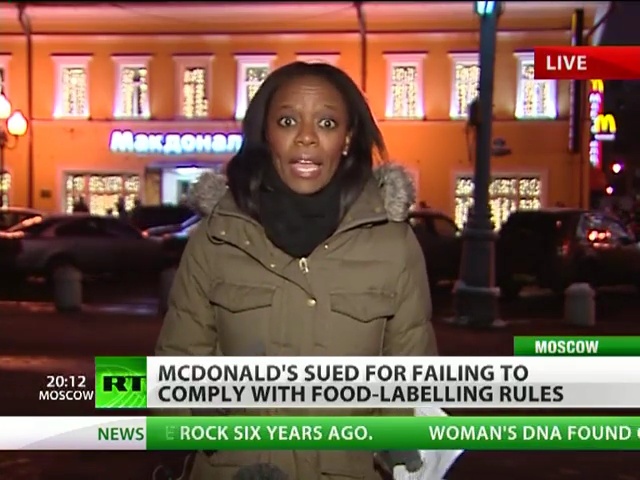 LIVE
Макдонал
M
MOSCOW
20:12
MOSCOW
RT
MCDONALD'S SUED FOR FAILING TO
COMPLY WITH FOOD-LABELLING RULES
NEWS
E ROCK SIX YEARS AGO. WOMAN'S DNA FOUND